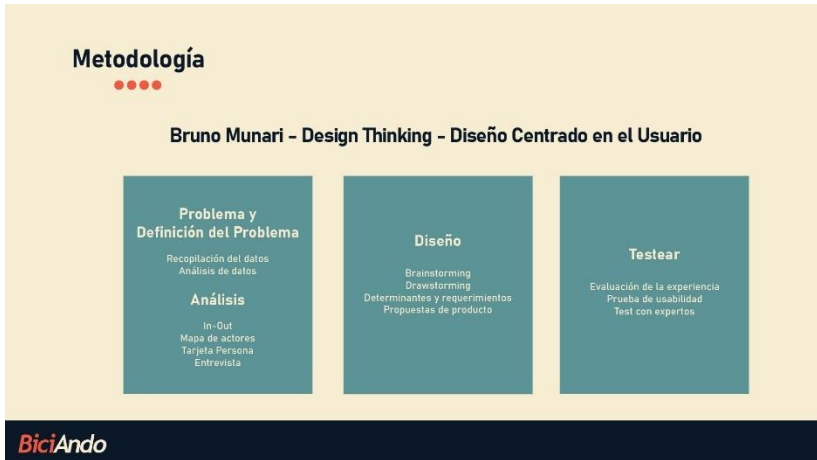 Metodología
Bruno Munari - Design Thinking - Diseño Centrado en el Usuario
Problema y
Definición del Problema
Recopilación del datos
Análisis de datos
Análisis
In-Out
Mapa de actores
Tarjeta Persona
Entrevista
Diseño
Brainstorming
Drawstorming
Determinantes y requerimientos
Propuestas de producto
Testear
Evaluación de la experiencia
Prueba de usabilidad
Test con expertos
BiciAndo